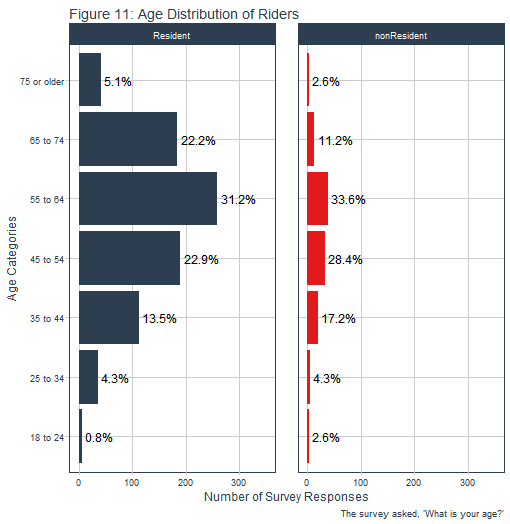 Figure 11: Age Distribution of Riders
Resident
nonResident
75 or older
5.1%
2.6%
65 to 74
22.2%
11.2%
55 to 64
31.2%
33.6%
Age Categories
45 to 54
22.9%
28.4%
35 to 44
13.5%
17.2%
25 to 34
4.3%
4.3%
18 to 24
0.8%
2.6%
0 100 200 300
0 100 200 300
Number of Survey Responses
The survey asked, 'What is your age?'